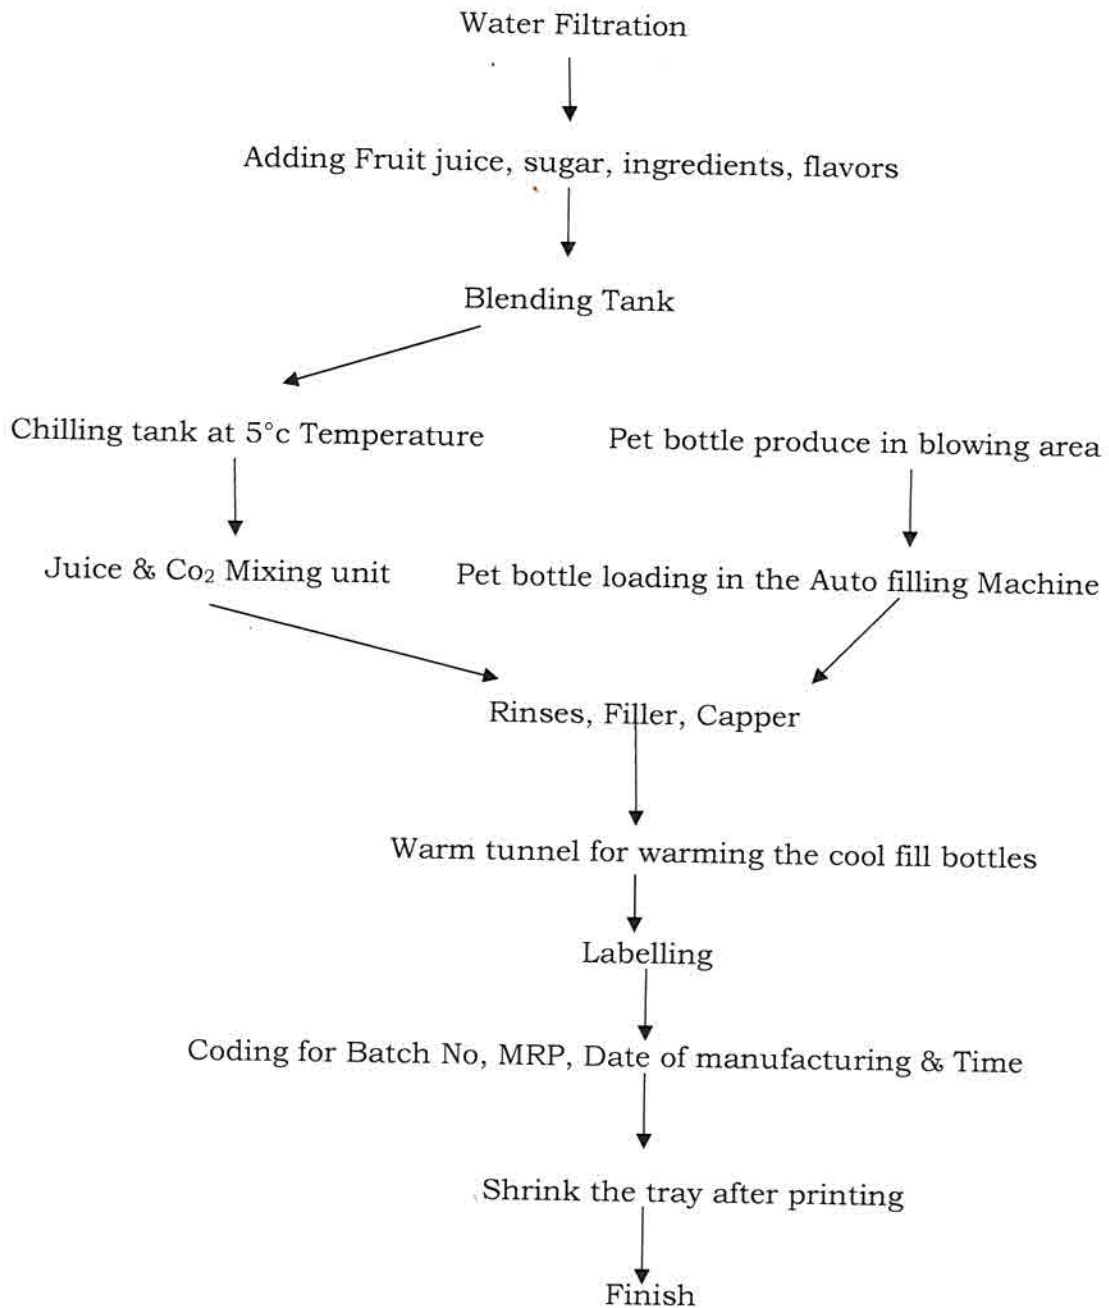 Water Filtration
Adding Fruit juice, sugar, ingredients, flavors
Blending Tank
Chilling tank at 5°c Temperature
Pet bottle produce in blowing area
Juice & Co₂ Mixing unit
Pet bottle loading in the Auto filling Machine
Rinses, Filler, Capper
Warm tunnel for warming the cool fill bottles
Labelling
Coding for Batch No, MRP, Date of manufacturing & Time
Shrink the tray after printing
Finish